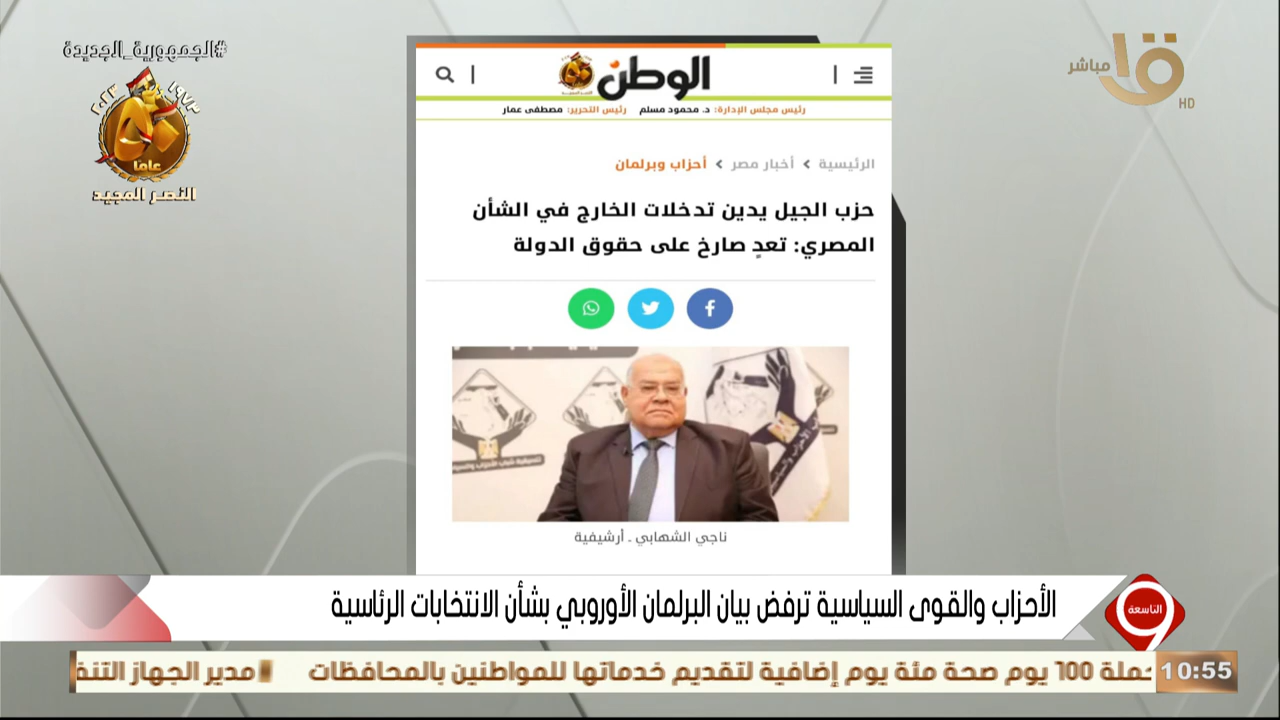 #الجمهورية_الجديدة
عامًا
النصر المجيد
مباشر
HD
الوطن
رئيس مجلس الإدارة: د. محمود مسلم رئيس التحرير: مصطفى عمار
الرئيسية > أخبار مصر > أحزاب وبرلمان
حزب الجيل يدين تدخلات الخارج في الشأن
المصري: تعدٍ صارخ على حقوق الدولة
ناجي الشهابي - أرشيفية
الأحزاب والقوى السياسية ترفض بيان البرلمان الأوروبي بشأن الانتخابات الرئاسية
التاسعة
10:55
حملة 100 يوم صحة مئة يوم إضافية لتقديم خدماتها للمواطنين بالمحافظات مدير الجهاز